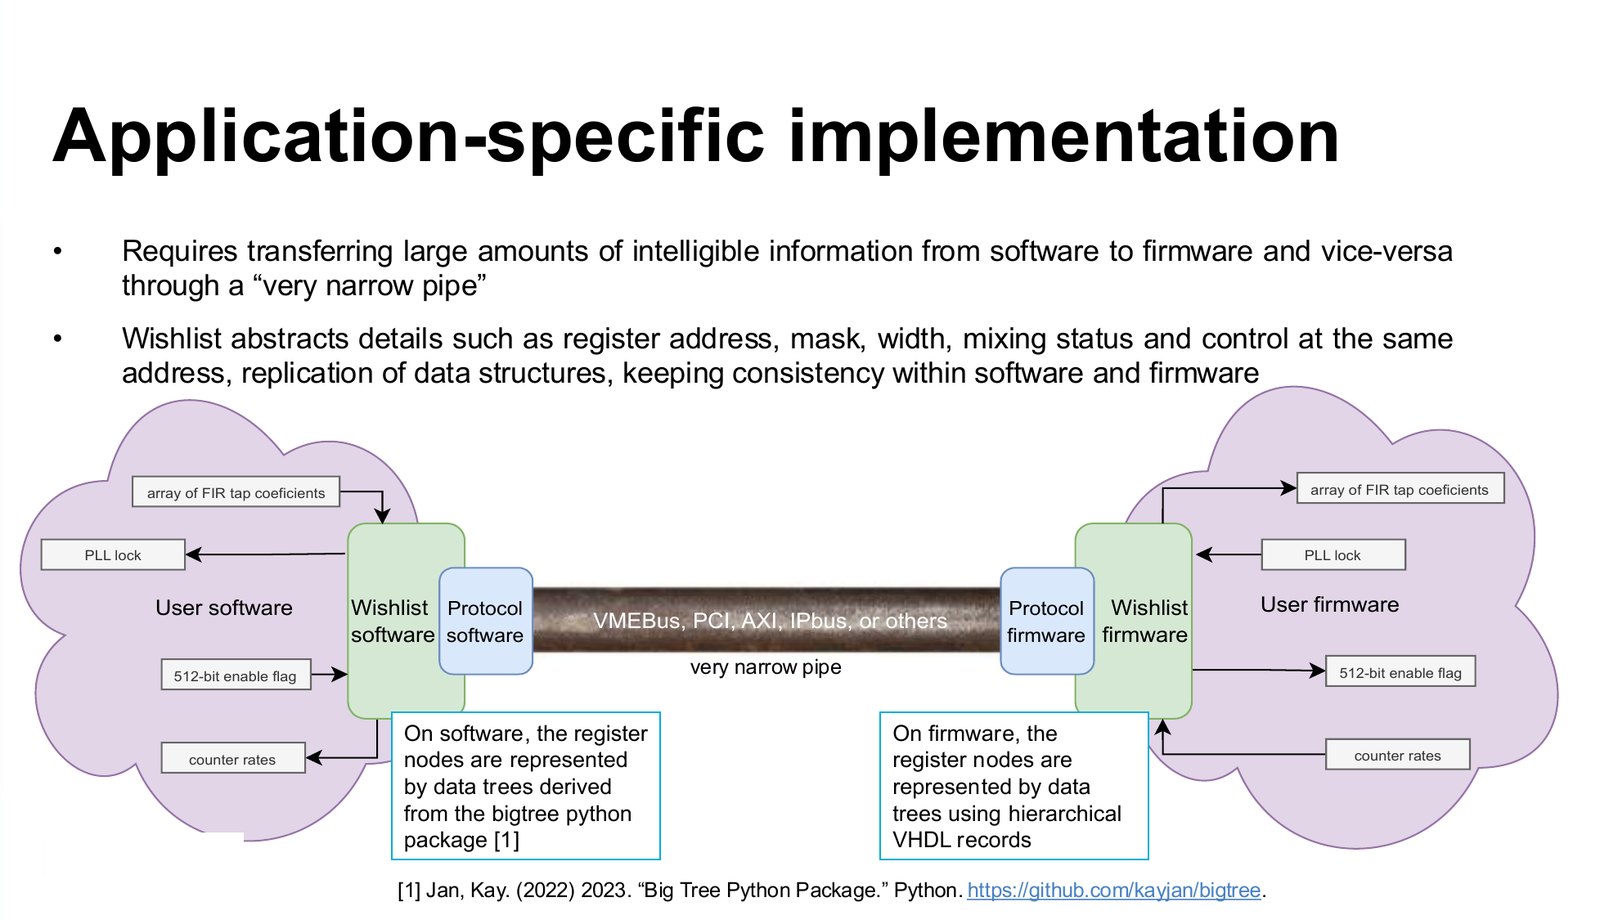 Application-specific implementation
• Requires transferring large amounts of intelligible information from software to firmware and vice-versa
through a “very narrow pipe”
• Wishlist abstracts details such as register address, mask, width, mixing status and control at the same
address, replication of data structures, keeping consistency within software and firmware
array of FIR tap coeficients
PLL lock
User software
512-bit enable flag
counter rates
Wishlist
software
Protocol
software
VMEBus, PCI, AXI, IPbus, or others
very narrow pipe
Protocol
firmware
Wishlist
firmware
array of FIR tap coeficients
PLL lock
User firmware
512-bit enable flag
counter rates
On software, the register
nodes are represented
by data trees derived
from the bigtree python
package [1]
On firmware, the
register nodes are
represented by data
trees using hierarchical
VHDL records
[1] Jan, Kay. (2022) 2023. “Big Tree Python Package.” Python. https://github.com/kayjan/bigtree.